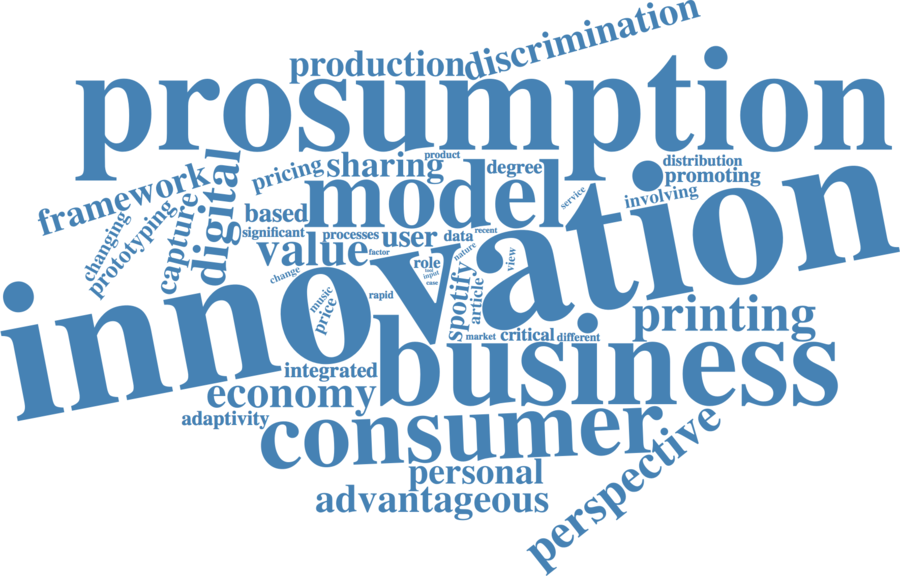 production
discrimination
prosumption
framework
digital
pricing
sharing
product
degree
distribution
promoting
involving
service
model
based
changing
prototyping
capture
significant
processes
user
data
recent
value
factor
nature
view
role
tool
input
case
change
innovation
music
price
rapid
spotify
article
printing
market
critical
different
business
integrated
economy
adaptivity
consumer
personal
perspective
advantageous